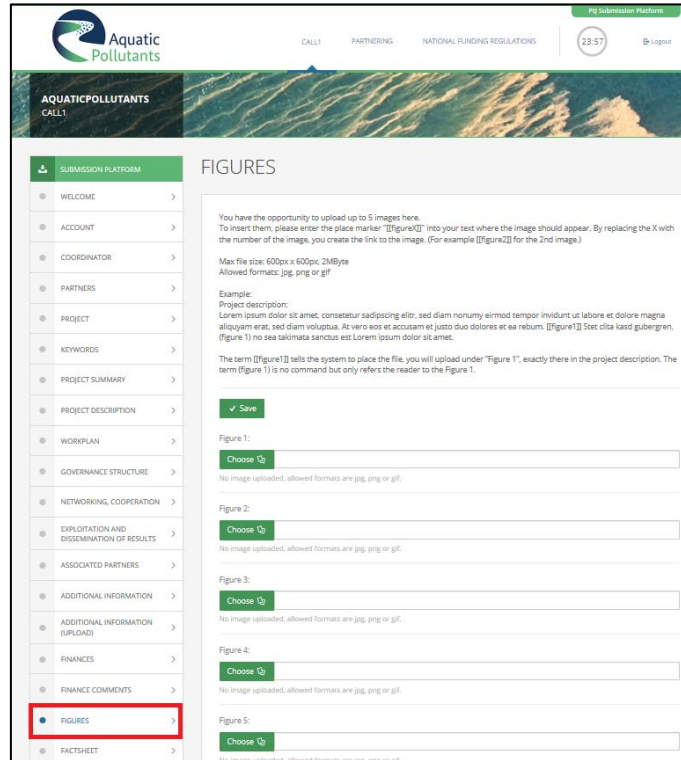 PtJ Submission Platform
Aquatic
Pollutants
CALL1
PARTNERING
NATIONAL FUNDING REGULATIONS
23:57
Logout
AQUATICPOLLUTANTS
CALL1
SUBMISSION PLATFORM
WELCOME
ACCOUNT
COORDINATOR
PARTNERS
PROJECT
KEYWORDS
PROJECT SUMMARY
PROJECT DESCRIPTION
WORKPLAN
GOVERNANCE STRUCTURE
NETWORKING, COOPERATION
EXPLOITATION AND
DISSEMINATION OF RESULTS
ASSOCIATED PARTNERS
ADDITIONAL INFORMATION
ADDITIONAL INFORMATION
(UPLOAD)
FINANCES
FINANCE COMMENTS
FIGURES
FACTSHEET
FIGURES
You have the opportunity to upload up to 5 images here.
To insert them, please enter the place marker "[[figureX]]" into your text where the image should appear. By replacing the X with
the number of the image, you create the link to the image. (For example [[figure2]] for the 2nd image.)
Max file size: 600px x 600px; 2MByte
Allowed formats: jpg, png or gif
Example:
Project description:
Lorem ipsum dolor sit amet, consetetur sadipscing elitr, sed diam nonumy eirmod tempor invidunt ut labore et dolore magna
aliquyam erat, sed diam voluptua. At vero eos et accusam et justo duo dolores et ea rebum. [[figure1]] Stet clita kasd gubergren,
(figure 1) no sea takimata sanctus est Lorem ipsum dolor sit amet.
The term [[figure1]] tells the system to place the file, you will upload under "Figure 1", exactly there in the project description. The
term (figure 1) is no command but only refers the reader to the Figure 1.
Save
Figure 1:
Choose
No image uploaded, allowed formats are jpg, png or gif.
Figure 2:
Choose
No image uploaded, allowed formats are jpg, png or gif.
Figure 3:
Choose
No image uploaded, allowed formats are jpg, png or gif.
Figure 4:
Choose
No image uploaded, allowed formats are jpg, png or gif.
Figure 5:
Choose
No image uploaded, allowed formats are jpg, png or gif.